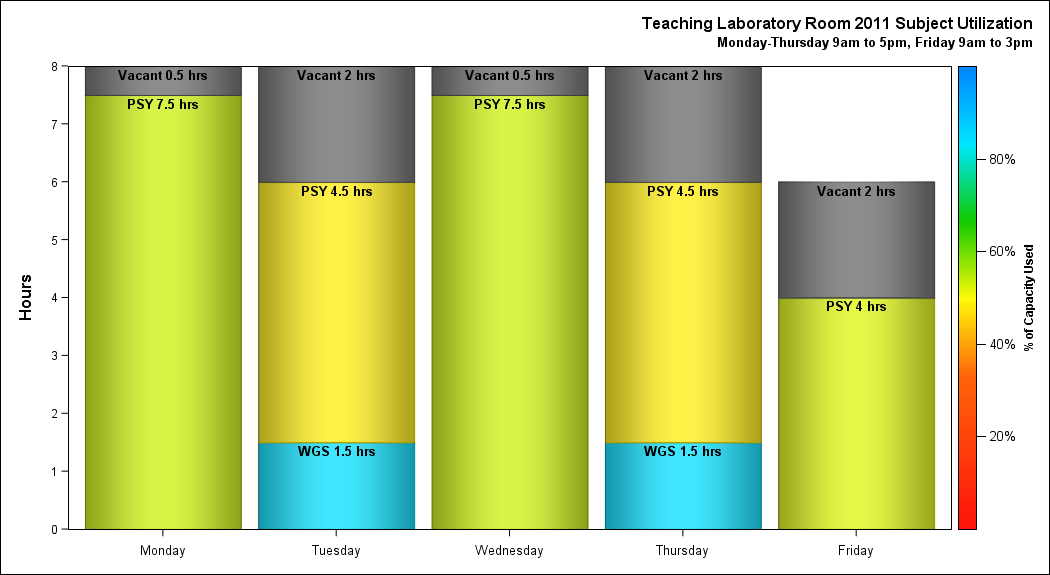 Teaching Laboratory Room 2011 Subject Utilization
Monday-Thursday 9am to 5pm, Friday 9am to 3pm
Hours
8
7
6
5
4
3
2
1
0
Vacant 0.5 hrs
PSY 7.5 hrs
Vacant 2 hrs
PSY 4.5 hrs
WGS 1.5 hrs
Vacant 0.5 hrs
PSY 7.5 hrs
Vacant 2 hrs
PSY 4.5 hrs
WGS 1.5 hrs
Vacant 2 hrs
PSY 4 hrs
Monday
Tuesday
Wednesday
Thursday
Friday
80%
60%
40%
20%
% of Capacity Used